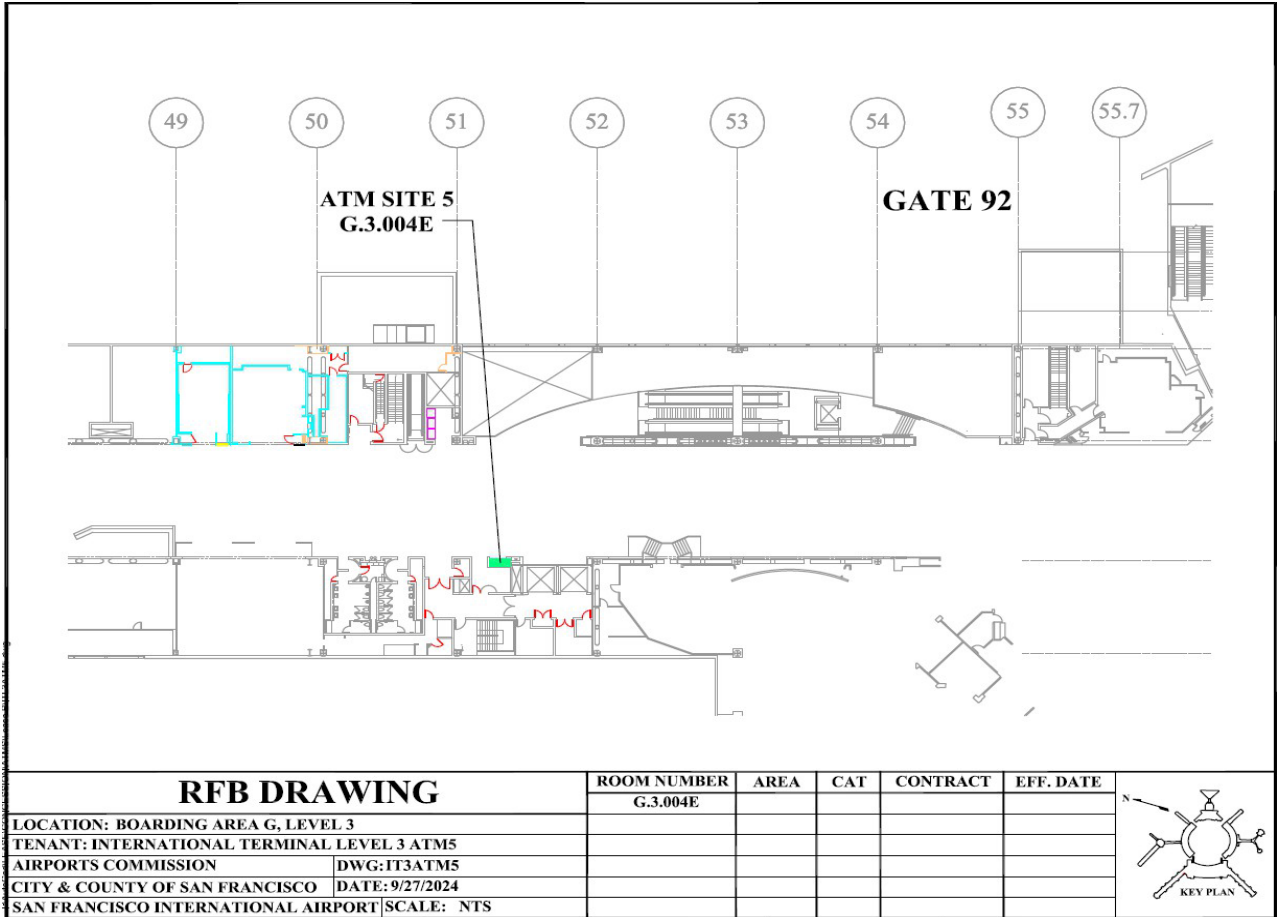 49
50
51
52
53
54
55
55.7
ATM SITE 5
G.3.004E
GATE 92
RFB DRAWING
LOCATION: BOARDING AREA G, LEVEL 3
TENANT: INTERNATIONAL TERMINAL LEVEL 3 ATM5
AIRPORTS COMMISSION DWG:IT3ATM5
CITY & COUNTY OF SAN FRANCISCO DATE: 9/27/2024
SAN FRANCISCO INTERNATIONAL AIRPORT SCALE: NTS
ROOM NUMBER AREA CAT CONTRACT EFF. DATE
G.3.004E
N
KEY PLAN